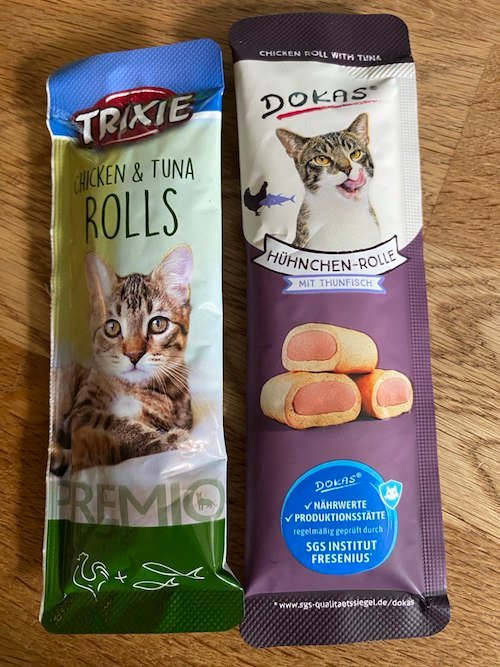 TRIXIE
CHICKEN & TUNA
ROLLS
PREMIO
+
CHICKEN ROLL WITH TUNA
DOKAS®
HÜHNCHEN-ROLLE
MIT THUNFISCH
DOKAS®
✓ NÄHRWERTE
✓ PRODUKTIONSSTÄTTE
regelmäßig geprüft durch
SGS INSTITUT
FRESENIUS*
* www.sgs-qualitaetssiegel.de/dokas